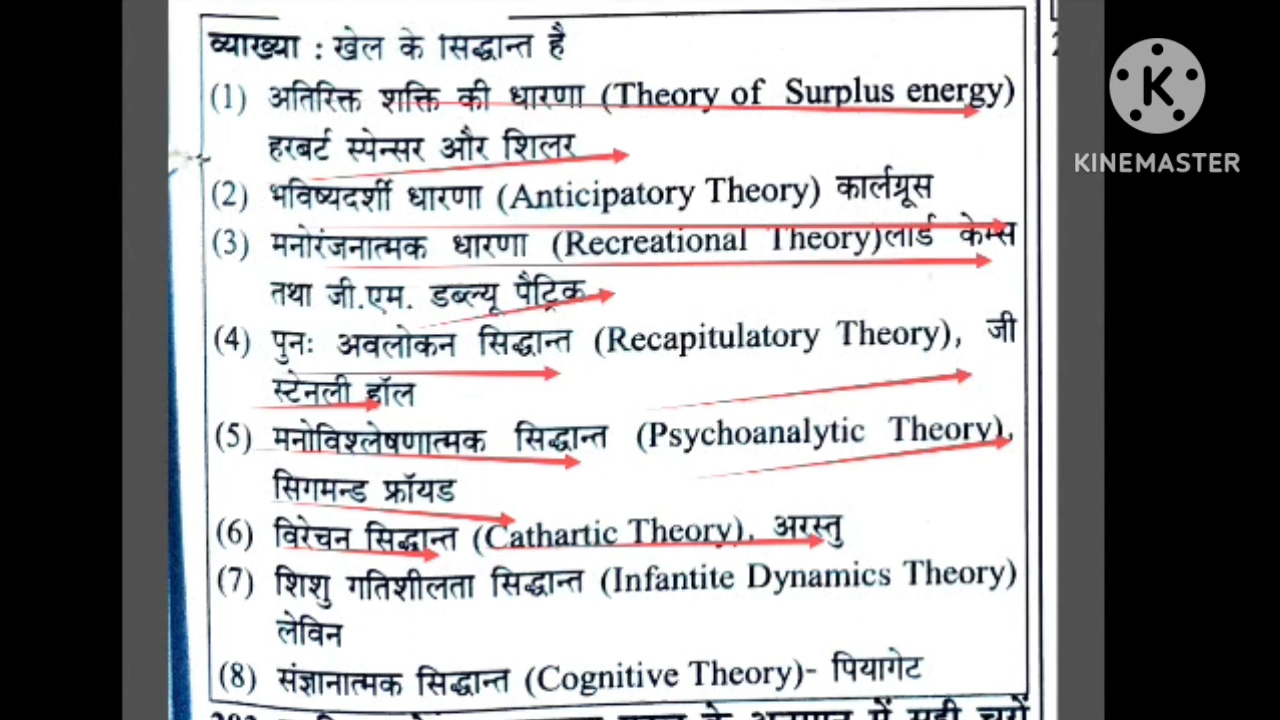 व्याख्या : खेल के सिद्धान्त है
(1) अतिरिक्त शक्ति की धारणा (Theory of Surplus energy)
हरबर्ट स्पेन्सर और शिलर
(2) भविष्यदर्शी धारणा (Anticipatory Theory) कार्लग्रूस
(3) मनोरंजनात्मक धारणा (Recreational Theory)लार्ड केम्स
तथा जी.एम. डब्ल्यू पैट्रिक
(4) पुनः अवलोकन सिद्धान्त (Recapitulatory Theory), जी
स्टेनली हॉल
(5) मनोविश्लेषणात्मक सिद्धान्त (Psychoanalytic Theory),
सिगमन्ड फ्रॉयड
(6) विरेचन सिद्धान्त (Cathartic Theory), अरस्तु
(7) शिशु गतिशीलता सिद्धान्त (Infantite Dynamics Theory)
लेविन
(8) संज्ञानात्मक सिद्धान्त (Cognitive Theory)- पियागेट
K
KINEMASTER